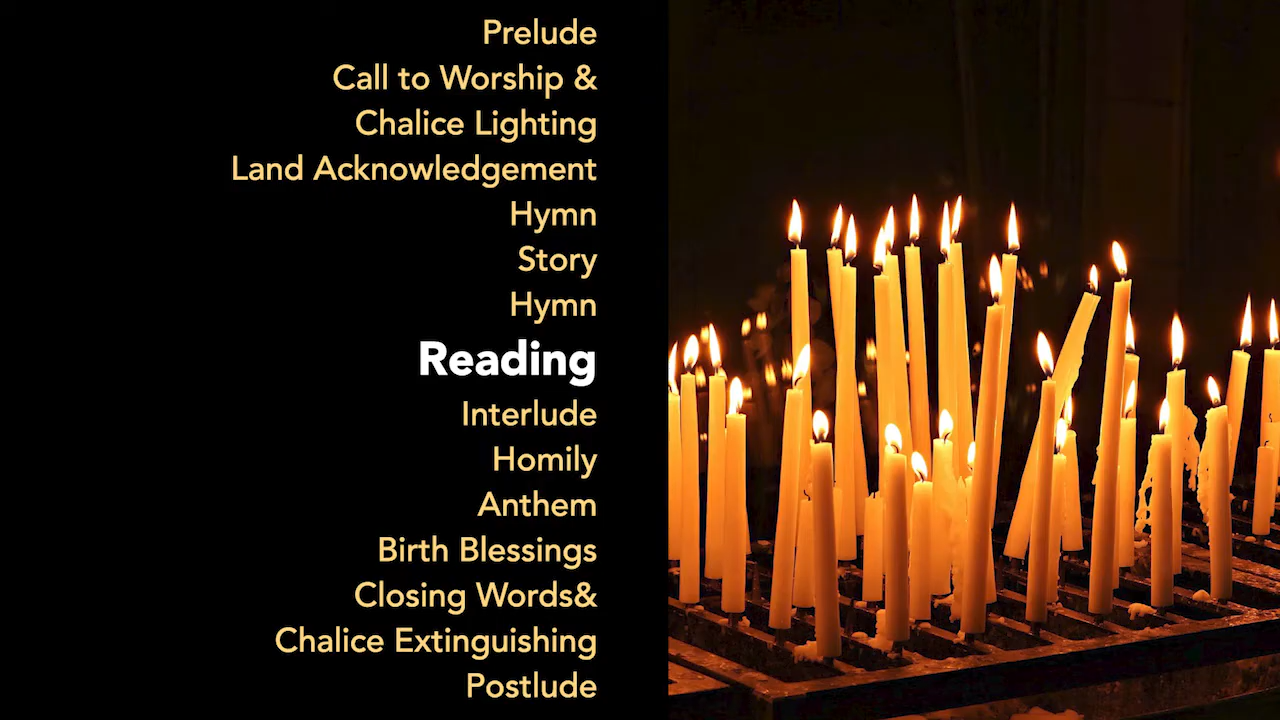 Prelude
Call to Worship &
Chalice Lighting
Land Acknowledgement
Hymn
Story
Hymn
Reading
Interlude
Homily
Anthem
Birth Blessings
Closing Words&
Chalice Extinguishing
Postlude